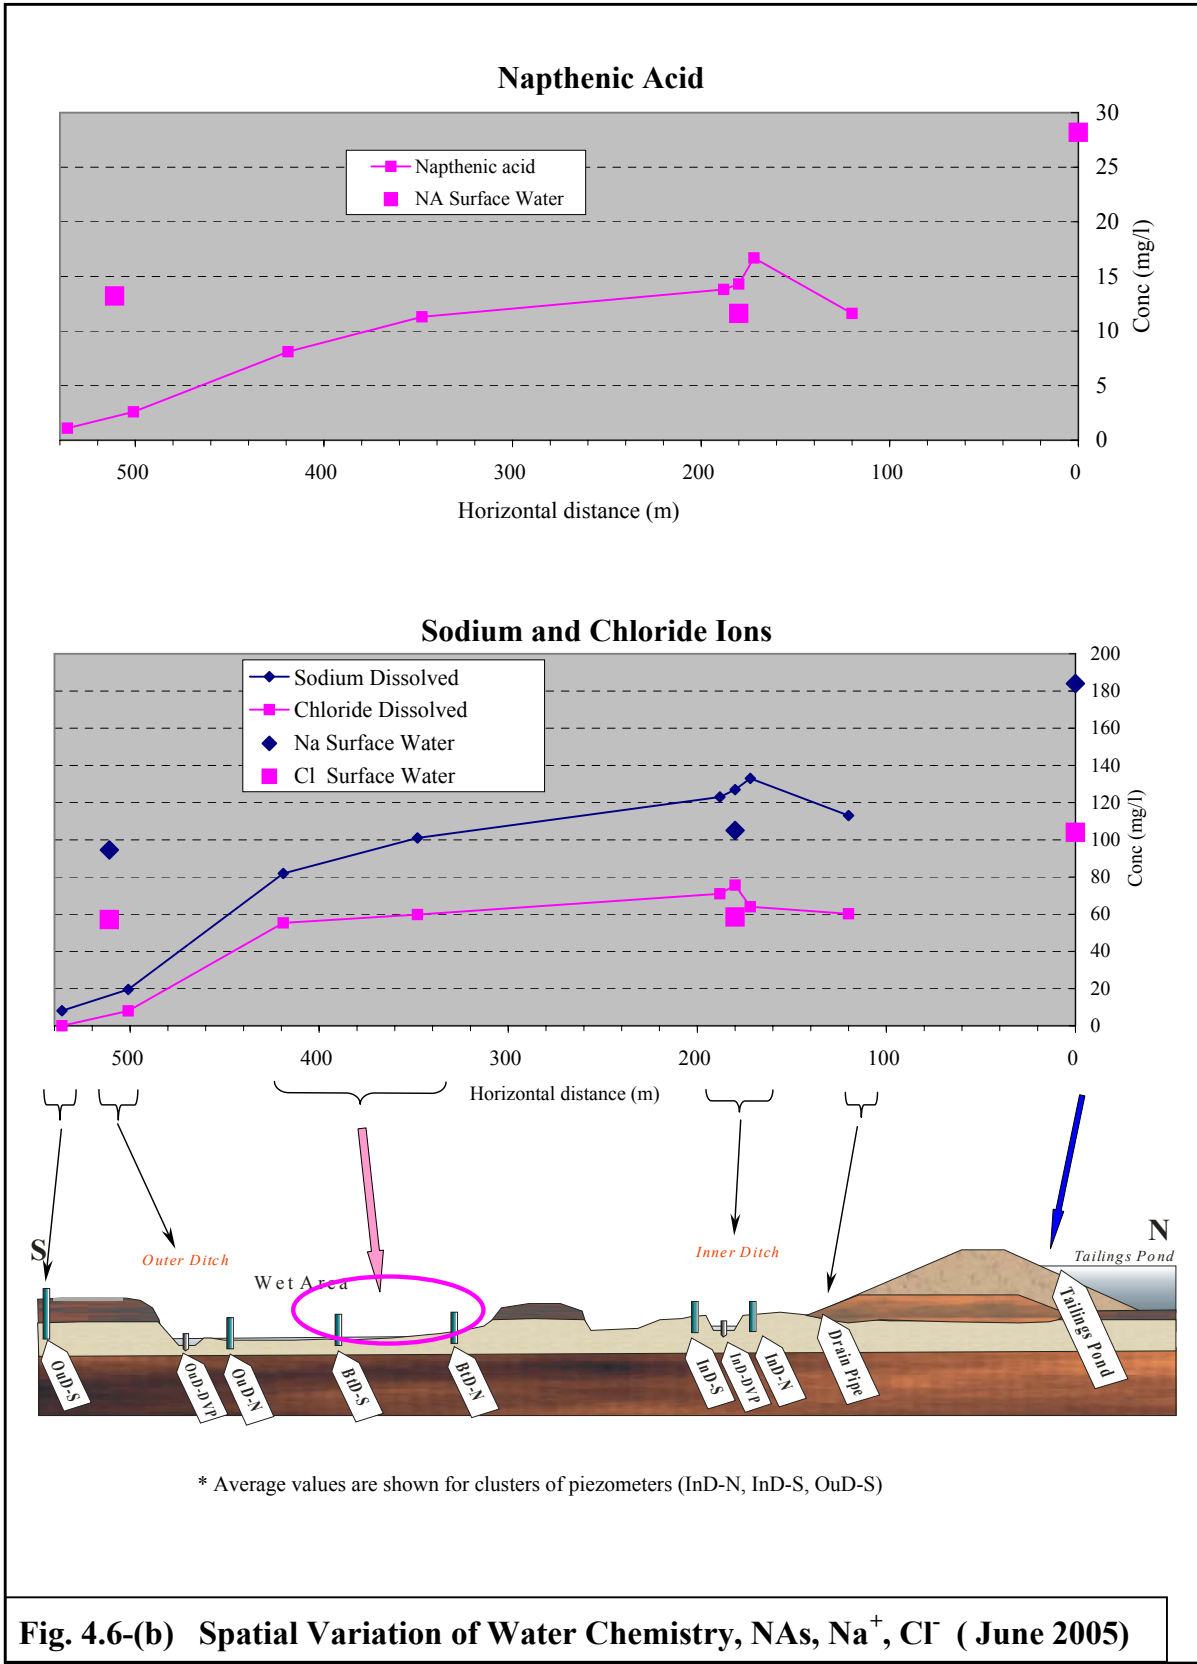 Napthenic Acid
30
25
20
15
10
5
0
Conc (mg/l)
Napthenic acid
NA Surface Water
500 400 300 200 100 0
Horizontal distance (m)
Sodium and Chloride Ions
200
180
160
140
120
100
80
60
40
20
0
Conc (mg/l)
Sodium Dissolved
Chloride Dissolved
Na Surface Water
Cl Surface Water
500 400 300 200 100 0
Horizontal distance (m)
S
N
Outer Ditch
Inner Ditch
Tailings Pond
Wet Area
OuD-S
OuD-DVP
OuD-N
BtD-S
BtD-N
InD-S
InD-DVP
InD-N
Drain Pipe
Tailings Pond
* Average values are shown for clusters of piezometers (InD-N, InD-S, OuD-S)
Fig. 4.6-(b) Spatial Variation of Water Chemistry, NAs, Na⁺, Cl⁻ ( June 2005)